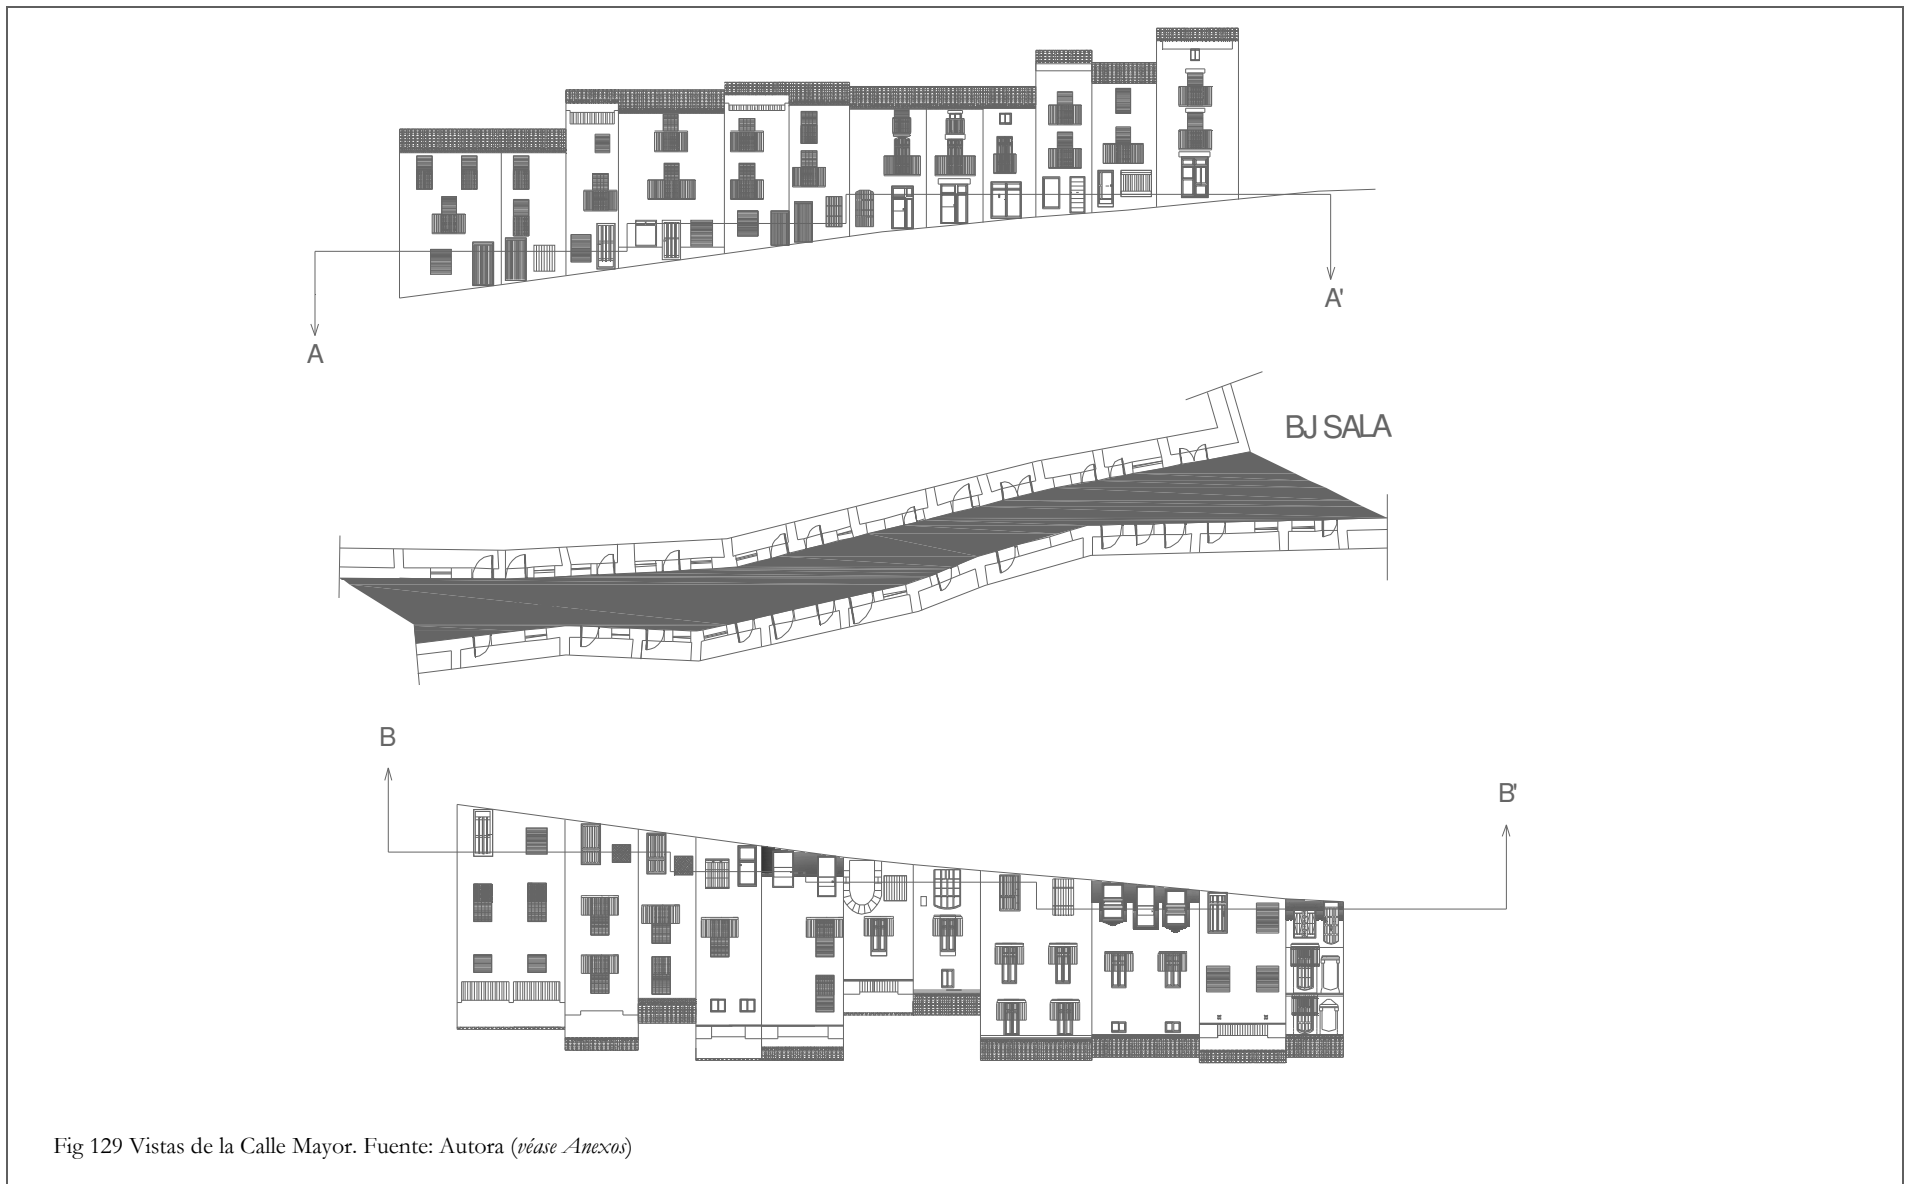 A'
A
BJ SALA
B
B'
Fig 129 Vistas de la Calle Mayor. Fuente: Autora (véase Anexos)